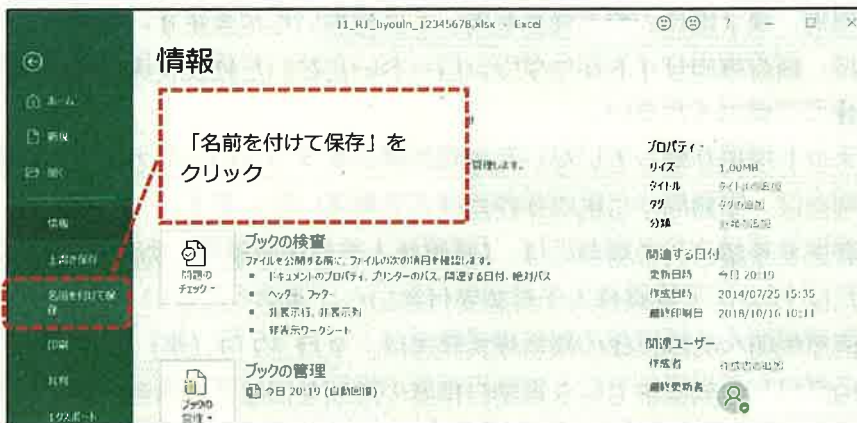 11_R1_byouin_12345678.xlsx - Excel
?
情報
ホーム
新規
開く
情報
上書き保存
名前を付けて保
存
印刷
共有
エクスポート
「名前を付けて保存」を
クリック
管理します。
問題の
チェック
ブックの検査
ファイルを公開する前に、ファイルの次の項目を確認します。
ドキュメントのプロパティ、プリンターのパス、関連する日付、絶対パス
ヘッダー、フッター
非表示行、非表示列
非表示ワークシート
ブックの
管理
ブックの管理
今日 20:19 (自動回復)
プロパティ
サイズ 1.00MB
タイトル タイトルの追加
タグ タグの追加
分類 分類の追加
関連する日付
更新日時 今日 20:19
作成日時 2014/07/25 15:35
最終印刷日 2018/10/16 10:11
関連ユーザー
作成者 作成者の追加
最終更新者